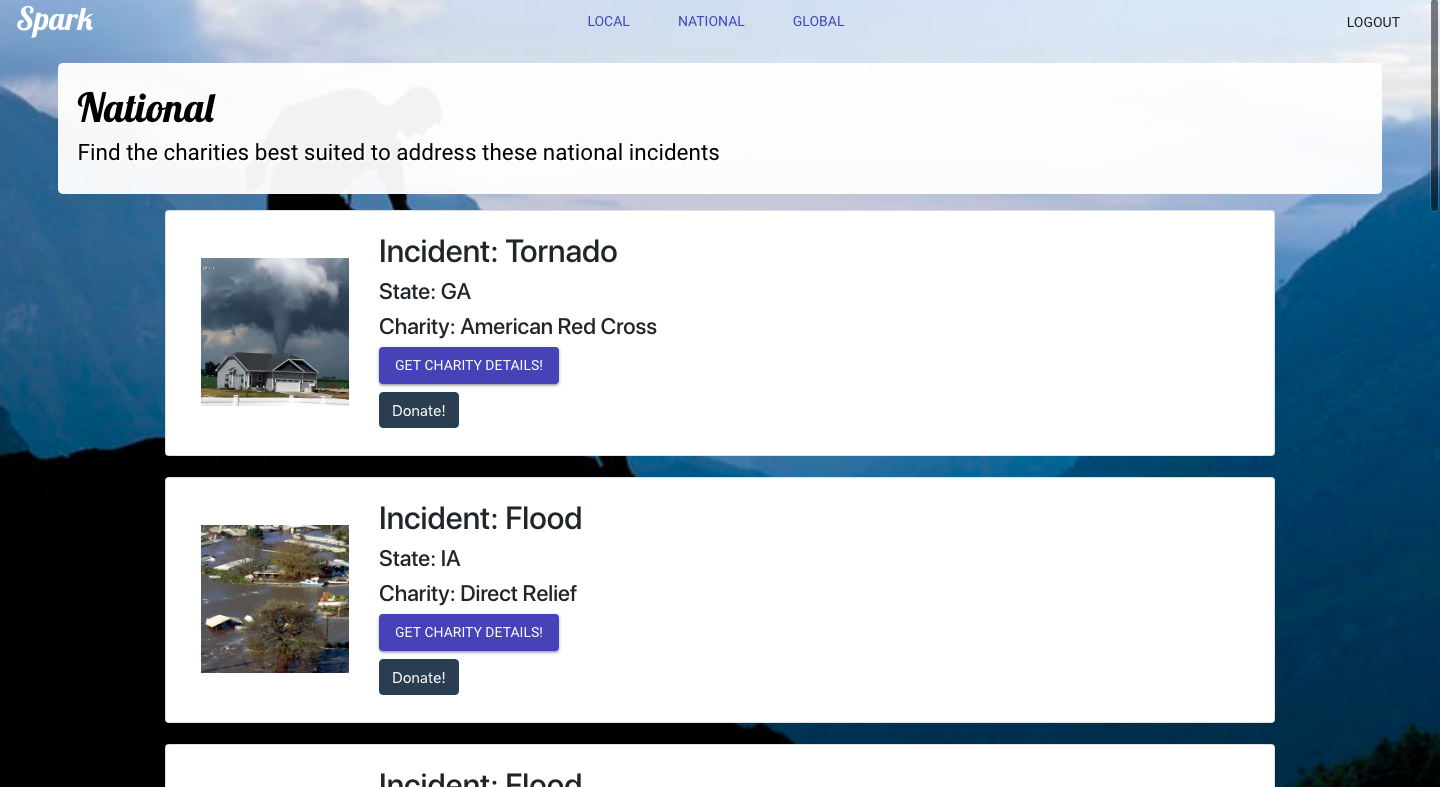 Spark
LOCAL NATIONAL GLOBAL
LOGOUT
National
Find the charities best suited to address these national incidents
Incident: Tornado
State: GA
Charity: American Red Cross
GET CHARITY DETAILS!
Donate!
Incident: Flood
State: IA
Charity: Direct Relief
GET CHARITY DETAILS!
Donate!
Incident: Flood